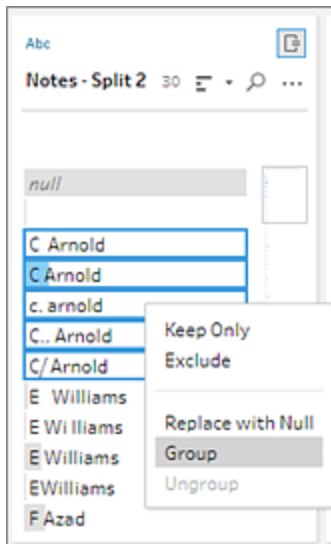 Abc
Notes - Split 2 30
null
C Arnold
C Arnold
c. arnold
C.. Arnold
C/ Arnold
E  Williams
E Wi lliams
E Williams
EWilliams
F Azad
Keep Only
Exclude
Replace with Null
Group
Ungroup